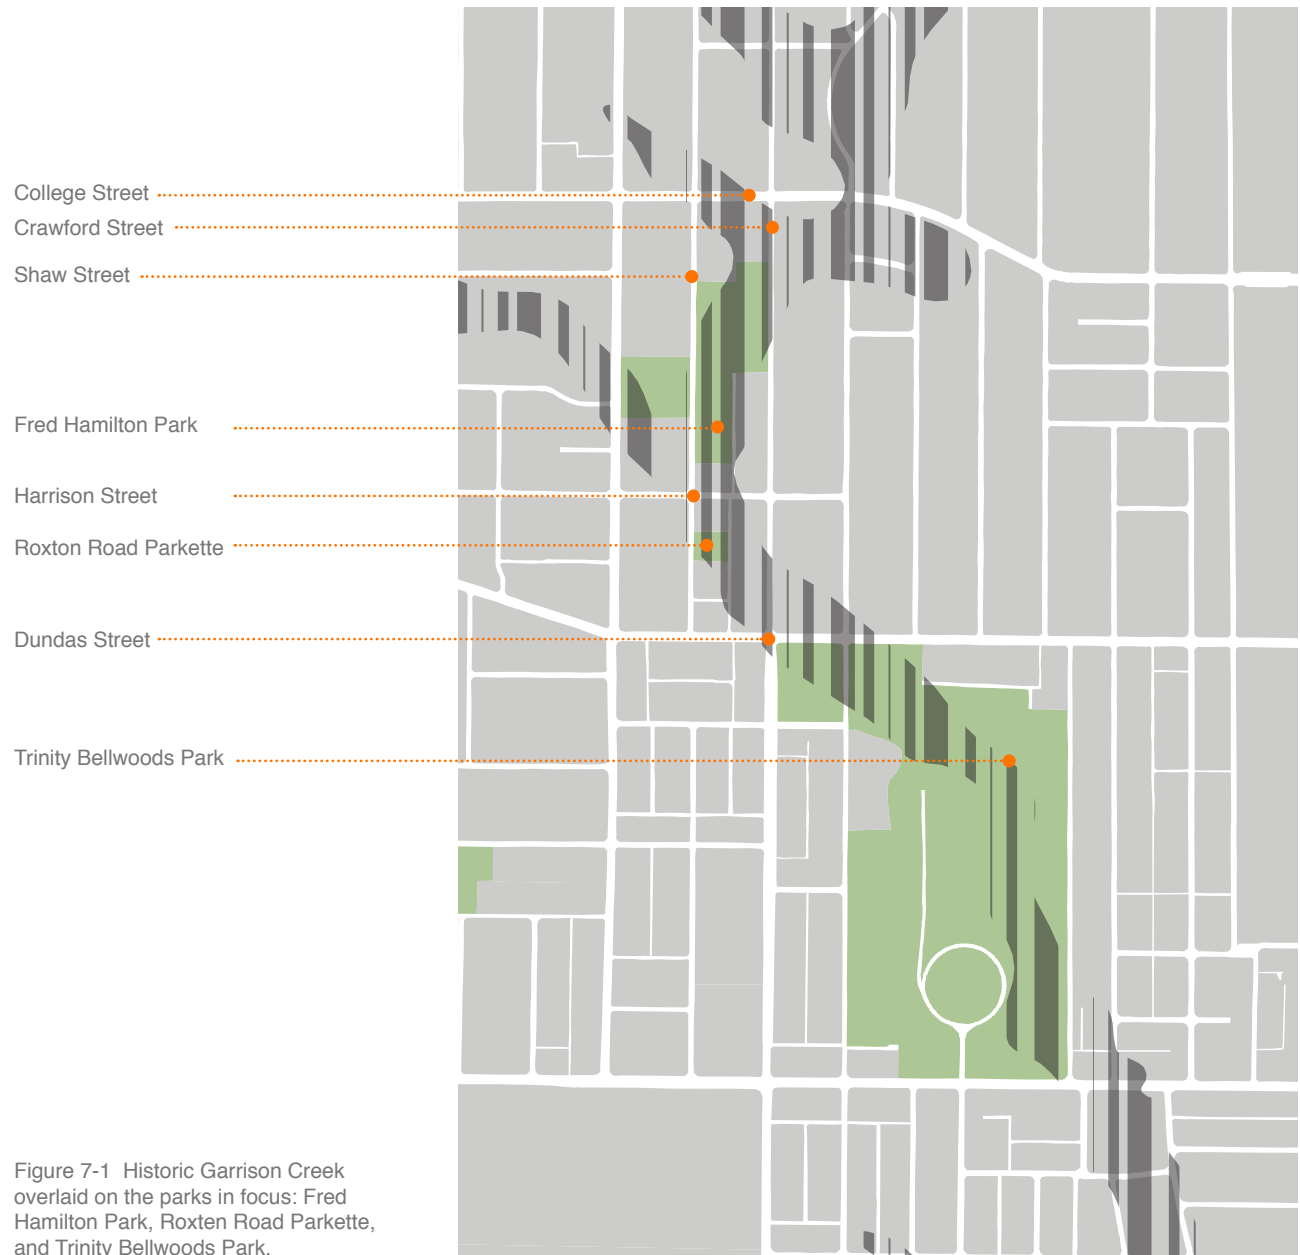 College Street
Crawford Street
Shaw Street
Fred Hamilton Park
Harrison Street
Roxton Road Parkette
Dundas Street
Trinity Bellwoods Park
Figure 7-1  Historic Garrison Creek
overlaid on the parks in focus: Fred
Hamilton Park, Roxten Road Parkette,
and Trinity Bellwoods Park.